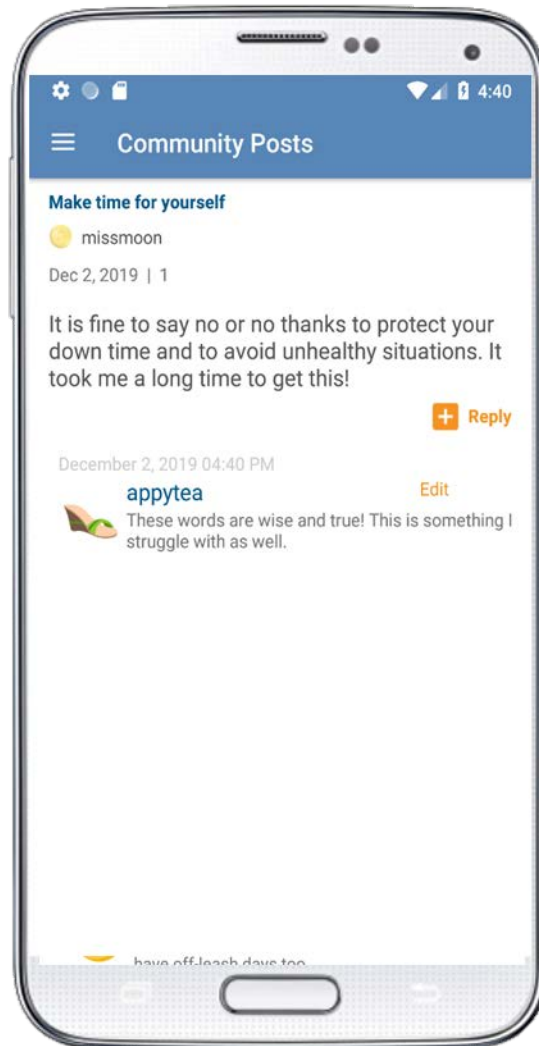 4:40
Community Posts
Make time for yourself
missmoon
Dec 2, 2019 | 1
It is fine to say no or no thanks to protect your
down time and to avoid unhealthy situations. It
took me a long time to get this!
Reply
December 2, 2019 04:40 PM
appytea
Edit
These words are wise and true! This is something I
struggle with as well.
have off-leash days too